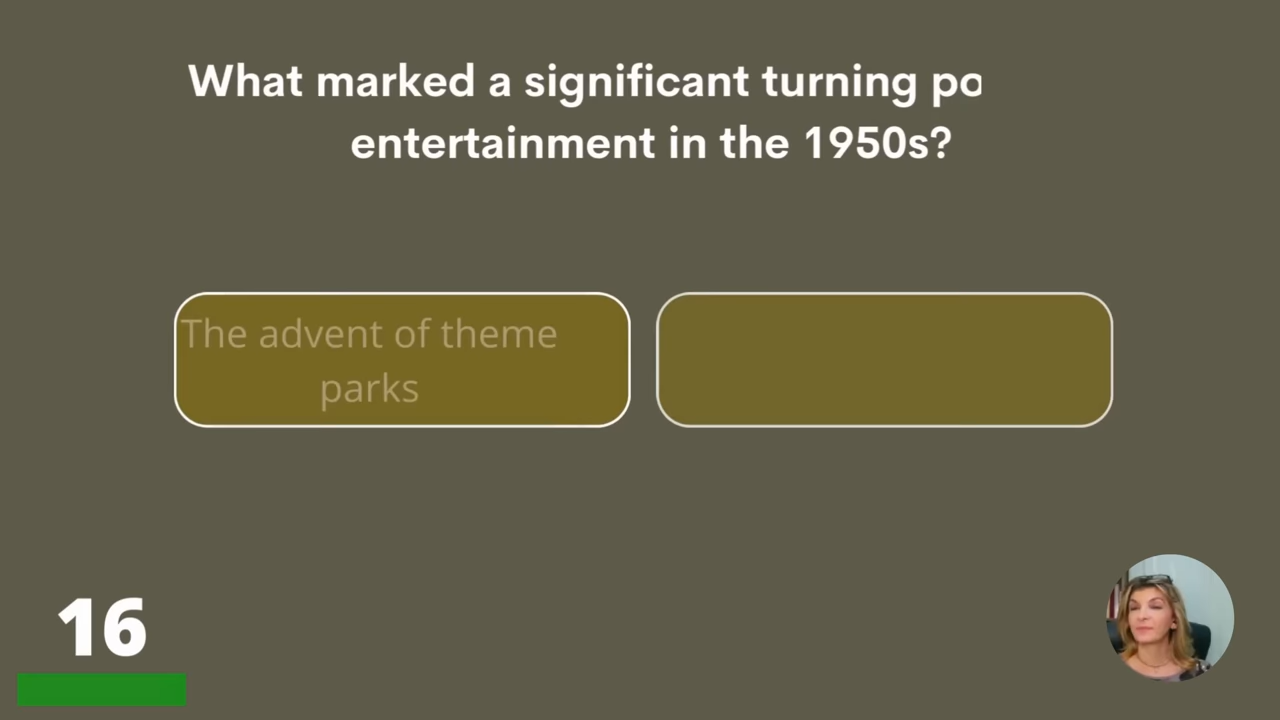 What marked a significant turning po
entertainment in the 1950s?
The advent of theme
parks
16